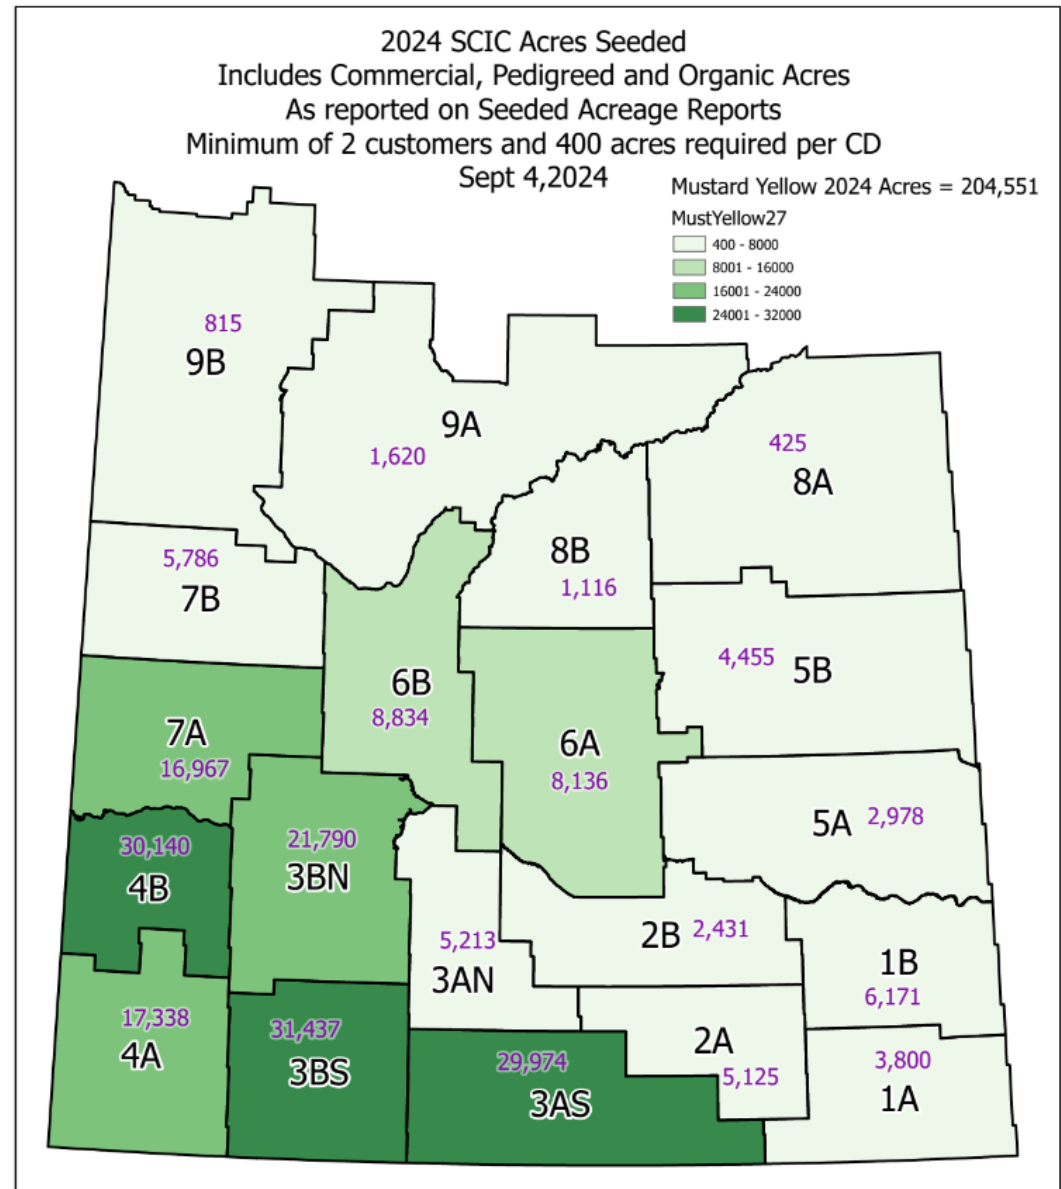 2024 SCIC Acres Seeded
Includes Commercial, Pedigreed and Organic Acres
As reported on Seeded Acreage Reports
Minimum of 2 customers and 400 acres required per CD
Sept 4,2024
Mustard Yellow 2024 Acres = 204,551
MustYellow27
400 - 8000
8001 - 16000
16001 - 24000
24001 - 32000
815
9B
9A
1,620
425
8A
8B
1,116
5,786
7B
4,455
5B
6B
8,834
7A
16,967
6A
8,136
5A
2,978
30,140
4B
21,790
3BN
5,213
3AN
2B
2,431
1B
6,171
17,338
4A
31,437
3BS
29,974
3AS
2A
5,125
3,800
1A